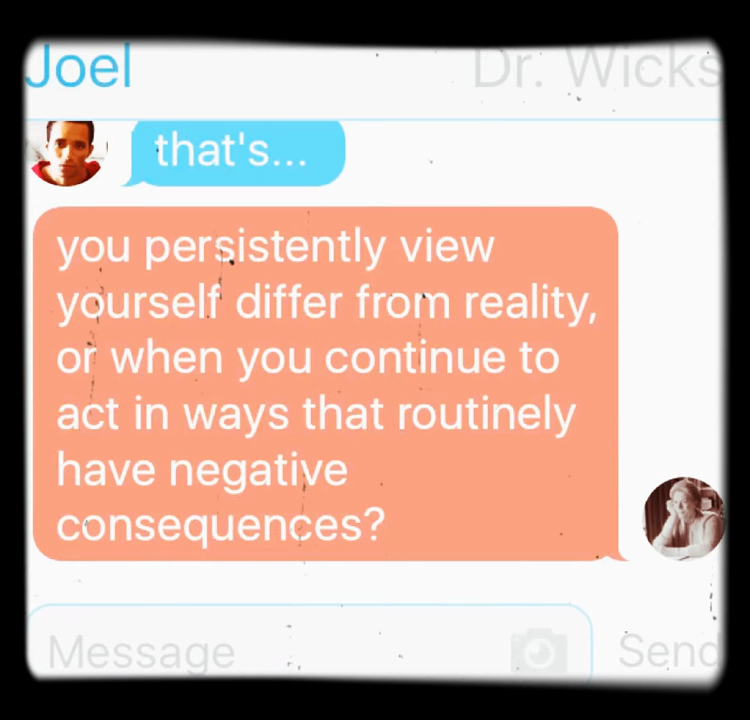 Joel Dr. Wicks
that's...
you persistently view
yourself differ from reality,
or when you continue to
act in ways that routinely
have negative
consequences?
Message Send